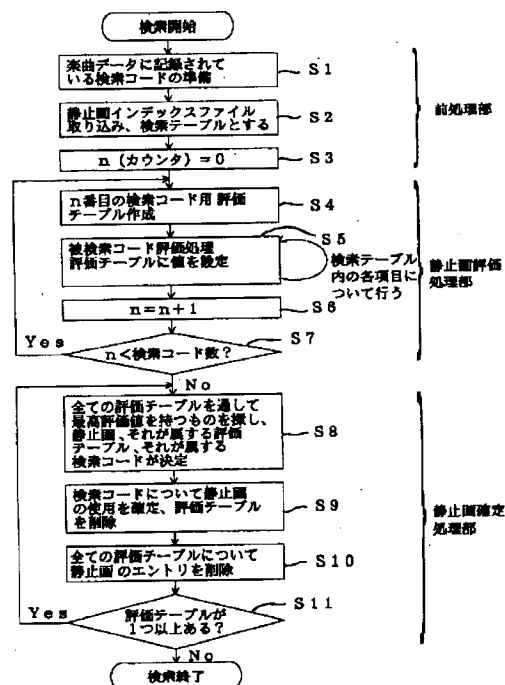 検索開始
楽曲データに記録されて
いる検索コードの準備
S1
静止画インデックスファイル
取り込み、検索テーブルとする
S2
n (カウンタ) =0
S3
前処理部
n番目の検索コード用 評価
テーブル作成
S4
被検索コード評価処理
評価テーブルに値を設定
S5
検索テーブル
内の各項目に
ついて行う
n=n+1
S6
n<検索コード数?
S7
Yes
No
静止画評価
処理部
全ての評価テーブルを通して
最高評価値を持つものを探し、
静止画、それが属する評価
テーブル、それが属する
検索コードが決定
S8
検索コードについて静止画
の使用を確定、評価テーブル
を削除
S9
全ての評価テーブルについて
静止画 のエントリを削除
S10
評価テーブルが
1つ以上ある?
S11
Yes
No
静止画確定
処理部
検索終了